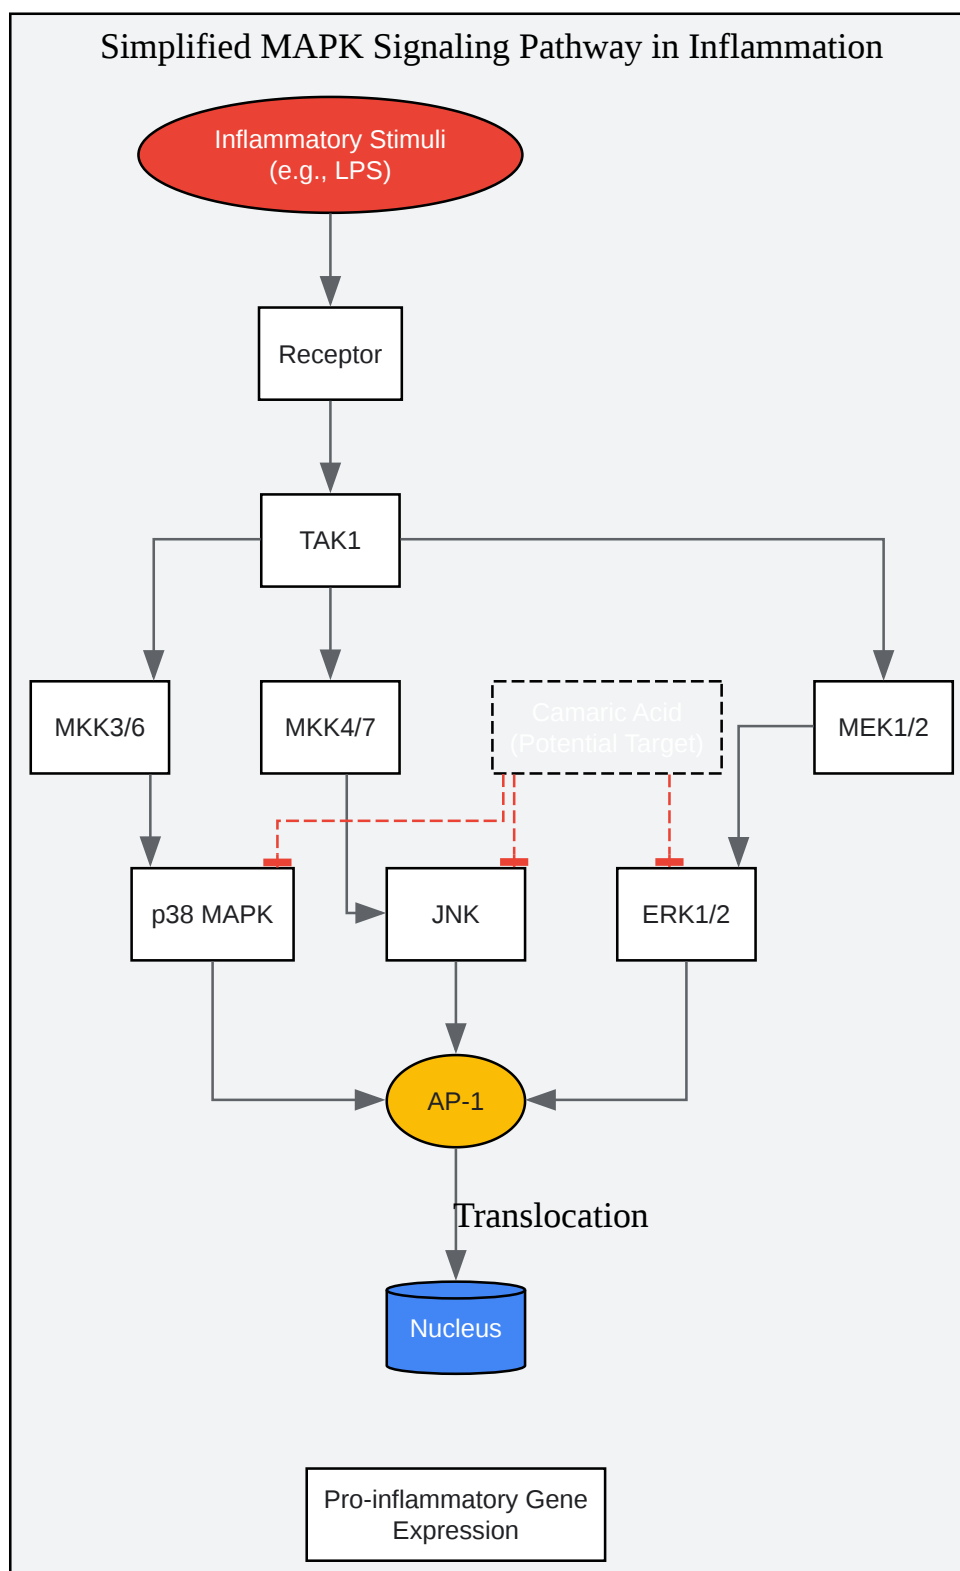 Simplified MAPK Signaling Pathway in Inflammation
Inflammatory Stimuli
(e.g., LPS)
Receptor
TAK1
MKK3/6
MKK4/7
Camaric Acid
(Potential Target)
MEK1/2
p38 MAPK
JNK
ERK1/2
AP-1
Translocation
Nucleus
Pro-inflammatory Gene
Expression